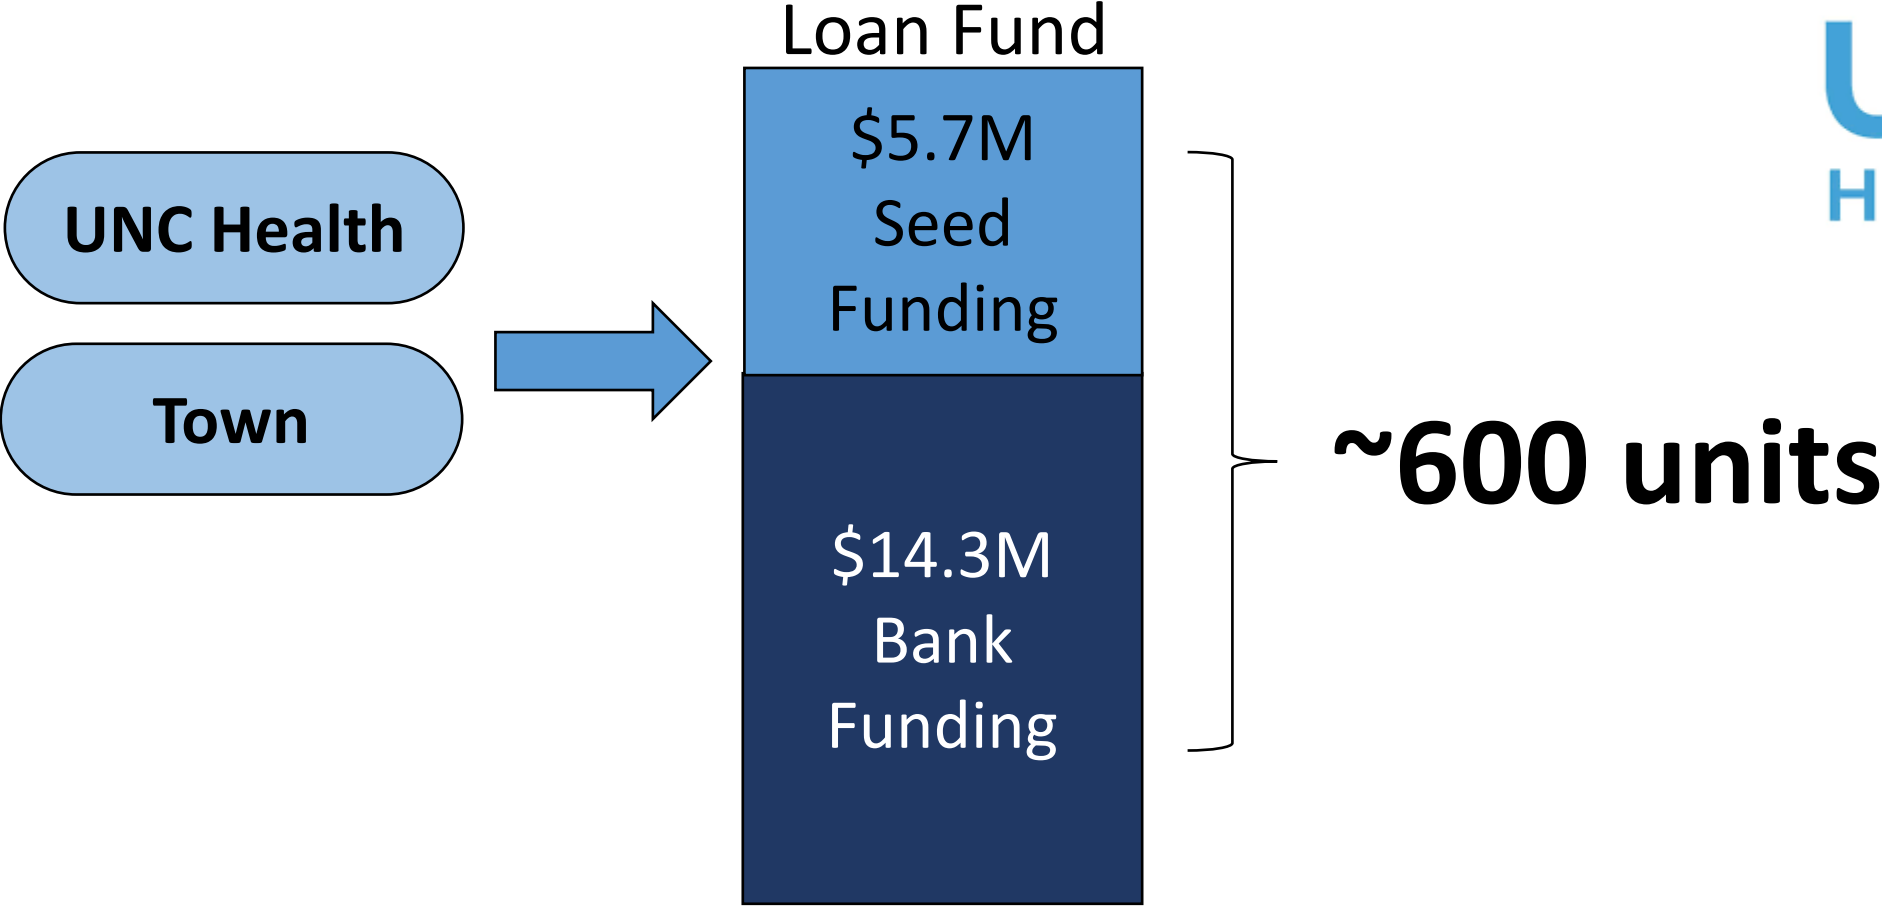 Loan Fund
$5.7M
Seed
Funding
UNC Health
Town
$14.3M
Bank
Funding
~600 units
U
H